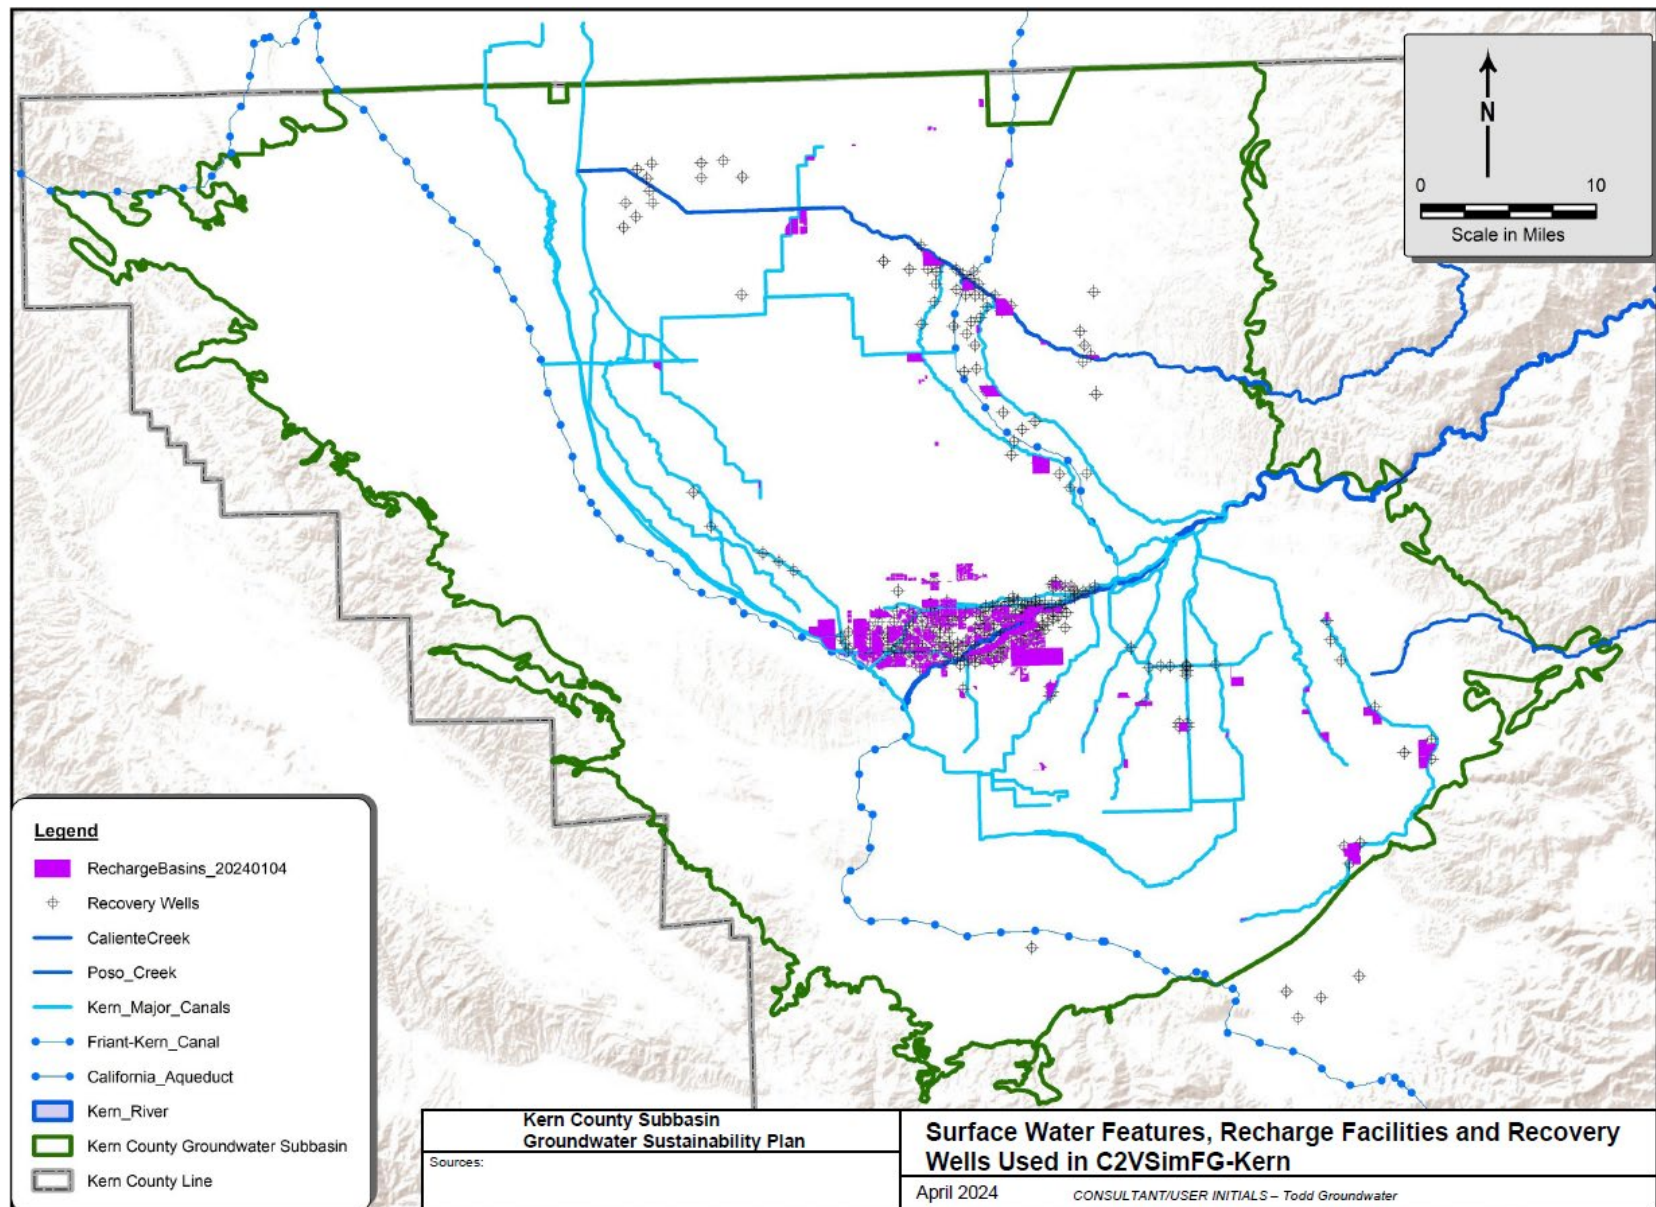 N
0 10
Scale in Miles
Legend
RechargeBasins_20240104
Recovery Wells
CalienteCreek
Poso_Creek
Kern_Major_Canals
Friant-Kern_Canal
California_Aqueduct
Kern_River
Kern County Groundwater Subbasin
Kern County Line
Kern County Subbasin
Groundwater Sustainability Plan
Sources:
Surface Water Features, Recharge Facilities and Recovery
Wells Used in C2VSimFG-Kern
April 2024 CONSULTANT/USER INITIALS – Todd Groundwater